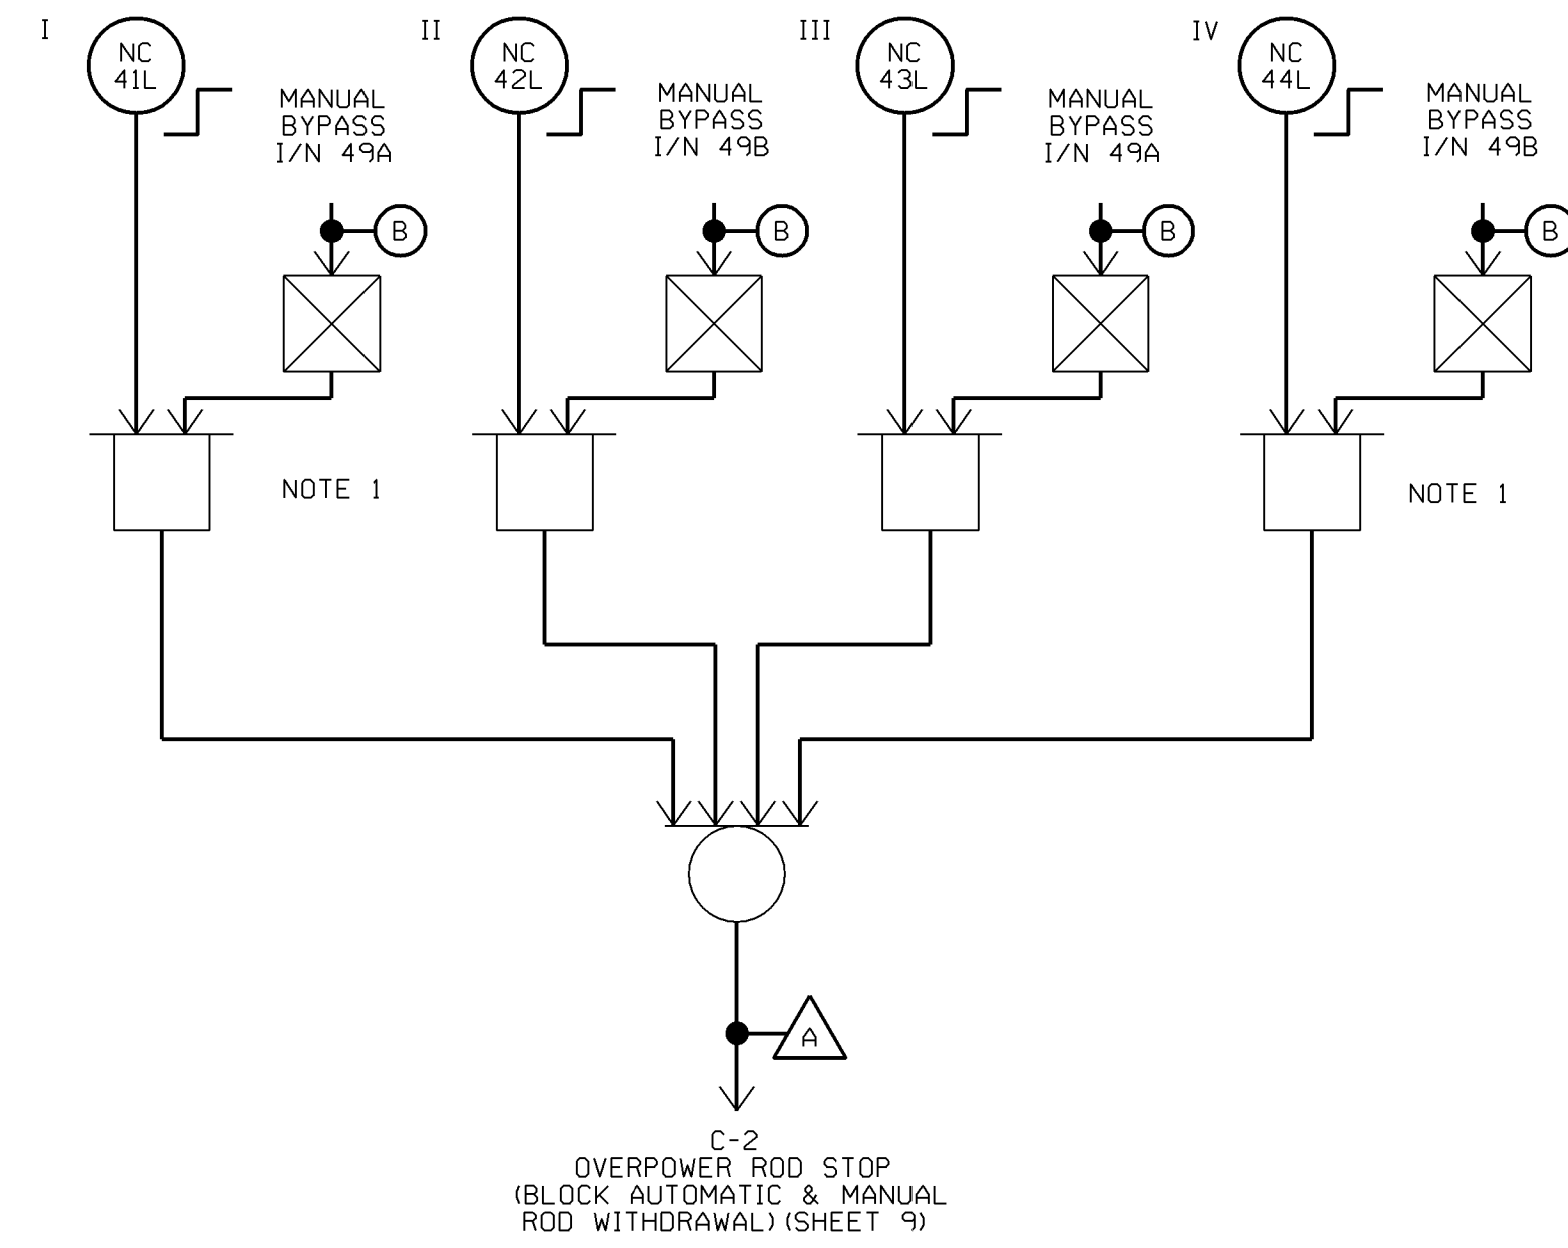 I
NC
41L
MANUAL
BYPASS
I/N 49A
B
II
NC
42L
MANUAL
BYPASS
I/N 49B
B
III
NC
43L
MANUAL
BYPASS
I/N 49A
B
IV
NC
44L
MANUAL
BYPASS
I/N 49B
B
NOTE 1
NOTE 1
A
C-2
OVERPOWER ROD STOP
(BLOCK AUTOMATIC & MANUAL
ROD WITHDRAWAL) (SHEET 9)